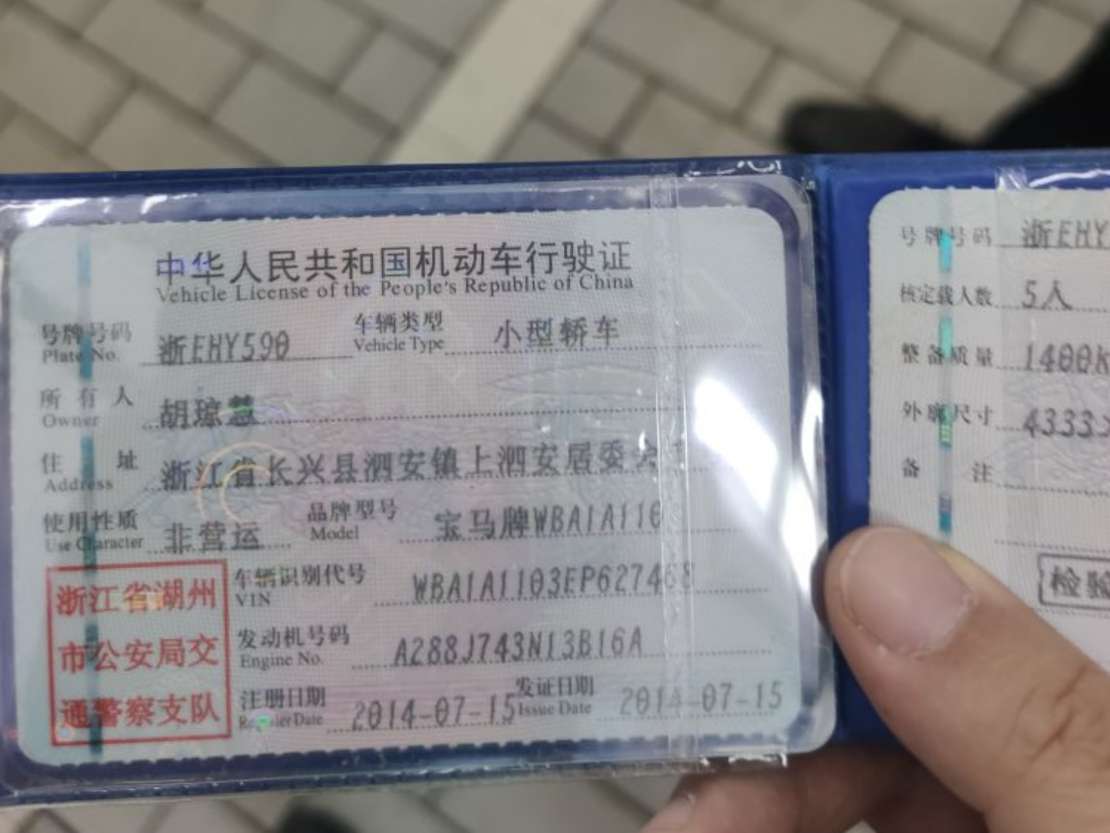 中华人民共和国机动车行驶证
Vehicle License of the People's Republic of China
号牌号码 浙EHY590 车辆类型 小型轿车
Plate No. Vehicle Type
所有人 胡琼慧
Owner
住址 浙江省长兴县泗安镇上泗安居委会
Address
使用性质 非营运 品牌型号 宝马牌WBA1A110
Use Character Model
浙江省湖州
市公安局交
通警察支队
车辆识别代号 WBA1A1103EP627468
VIN
发动机号码 A288J743N13B16A
Engine No.
注册日期 2014-07-15 发证日期 2014-07-15
Register Date Issue Date
号牌号码 浙EHY
核定载人数 5人
整备质量 1400K
外廓尺寸 4333
备注
检验